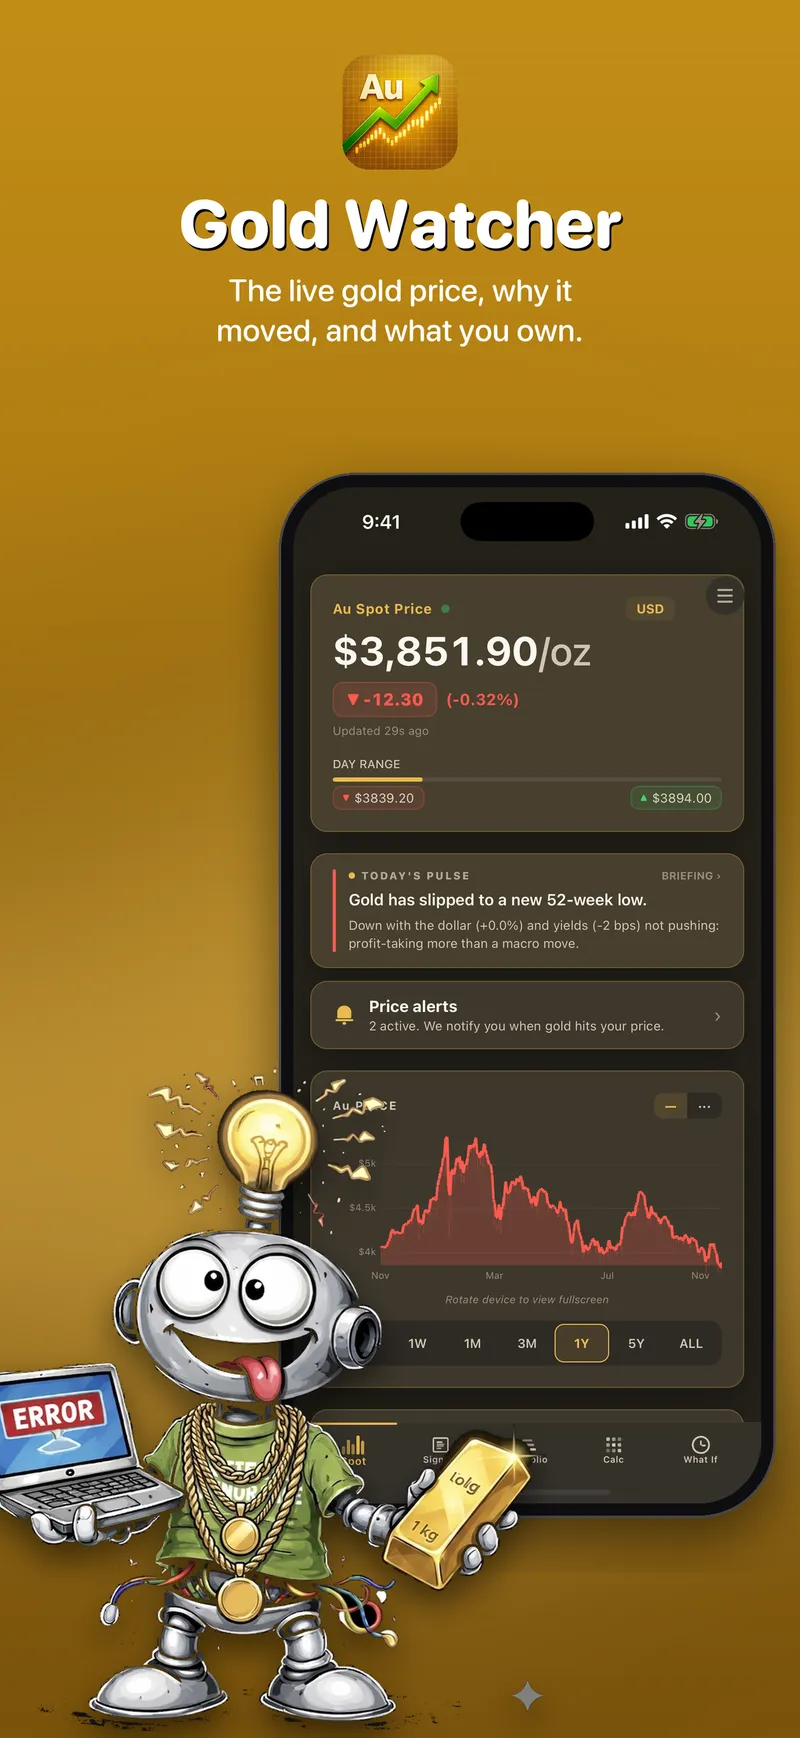 Au
Gold Watcher
The live gold price, why it
moved, and what you own.
9:41
Au Spot Price
USD
$3,851.90/oz
▼ -12.30 (-0.32%)
Updated 29s ago
DAY RANGE
▼ $3839.20
▲ $3894.00
TODAY'S PULSE
BRIEFING ›
Gold has slipped to a new 52-week low.
Down with the dollar (+0.0%) and yields (-2 bps) not pushing:
profit-taking more than a macro move.
Price alerts
2 active. We notify you when gold hits your price.
Au
$5k
$4.5k
$4k
Nov Mar Jul Nov
Rotate device to view fullscreen
1W 1M 3M 1Y 5Y ALL
Calc What If
ERROR
1 kg